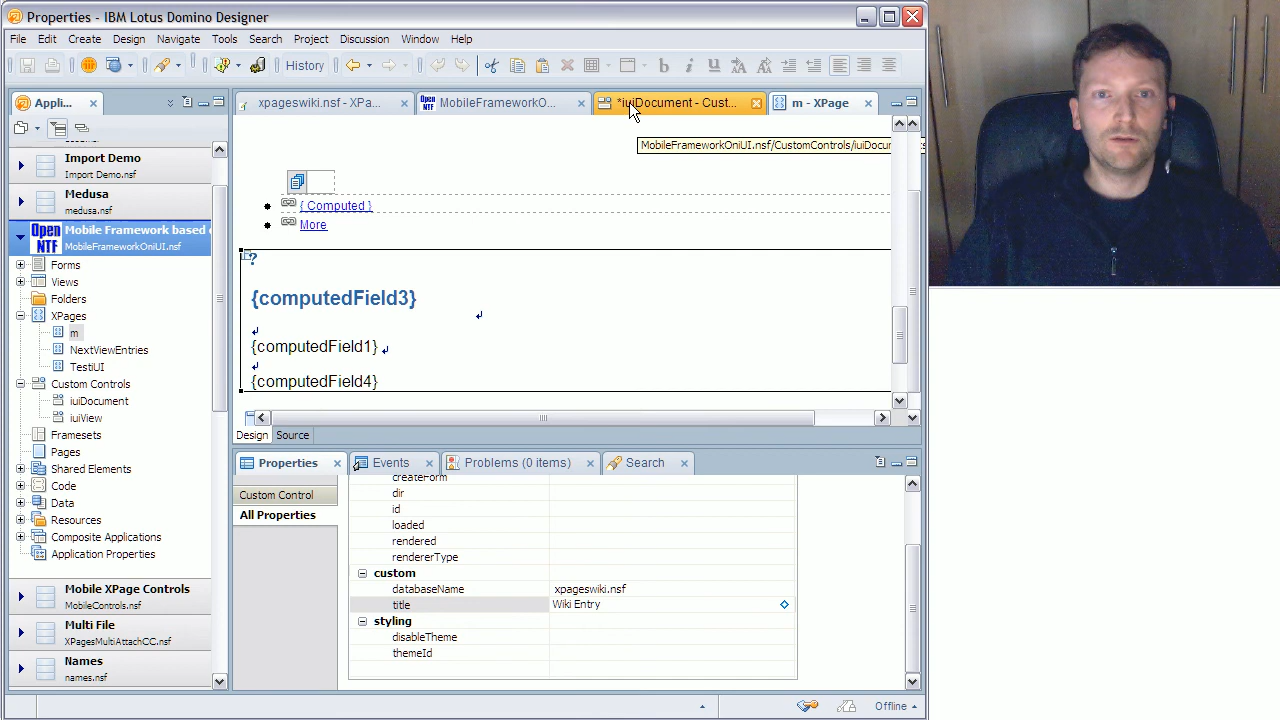 Properties - IBM Lotus Domino Designer
File Edit Create Design Navigate Tools Search Project Discussion Window Help
History
Appli...
xpageswiki.nsf - XPa...
MobileFrameworkO...
*iuiDocument - Cust...
m - XPage
MobileFrameworkOniUI.nsf/CustomControls/iuiDocu
Import Demo
Import Demo.nsf
Medusa
medusa.nsf
Open NTF
Mobile Framework based o
MobileFrameworkOniUI.nsf
Forms
Views
Folders
XPages
m
NextViewEntries
TestiUI
Custom Controls
iuiDocument
iuiView
Framesets
Pages
Shared Elements
Code
Data
Resources
Composite Applications
Application Properties
Mobile XPage Controls
MobileControls.nsf
Multi File
XPagesMultiAttachCC.nsf
Names
names.nsf
{ Computed }
More
?
{computedField3}
{computedField1}
{computedField4}
Design Source
Properties Events Problems (0 items) Search
Custom Control
All Properties
createForm
dir
id
loaded
rendered
rendererType
custom
databaseName xpageswiki.nsf
title Wiki Entry
styling
disableTheme
themeId
Offline